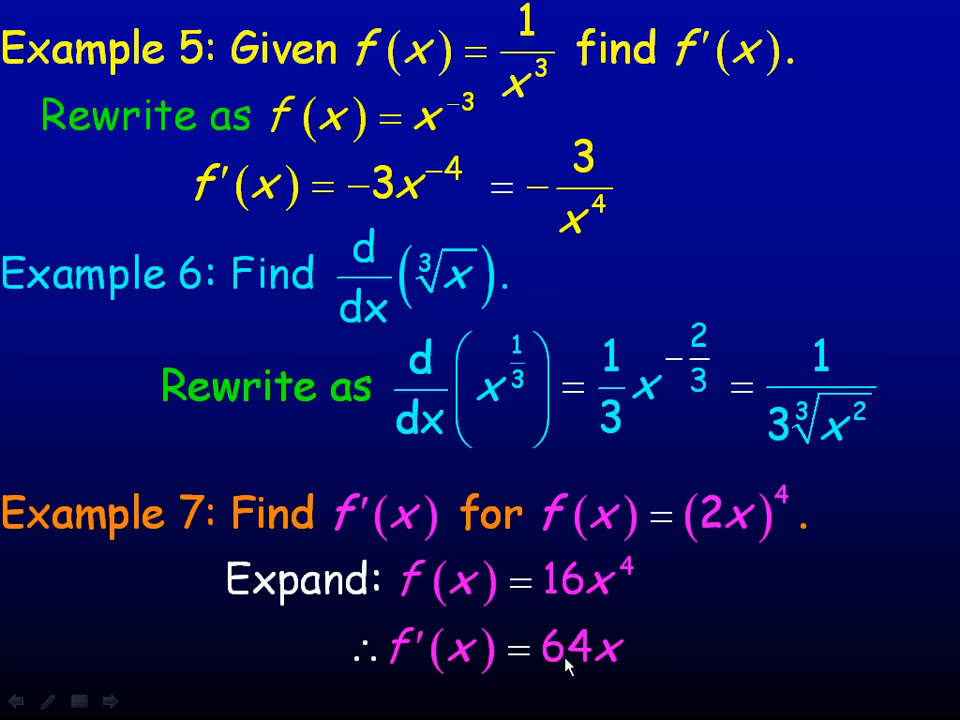 Example 5: Given f(x) = 1/x³ find f′(x).
Rewrite as f(x) = x⁻³
f′(x) = −3x⁻⁴ = −3/x⁴
Example 6: Find d/dx(∛x).
Rewrite as d/dx(x^(1/3)) = 1/3 x^(−2/3) = 1/(3∛x²)
Example 7: Find f′(x) for f(x) = (2x)⁴.
Expand: f(x) = 16x⁴
∴ f′(x) = 64x